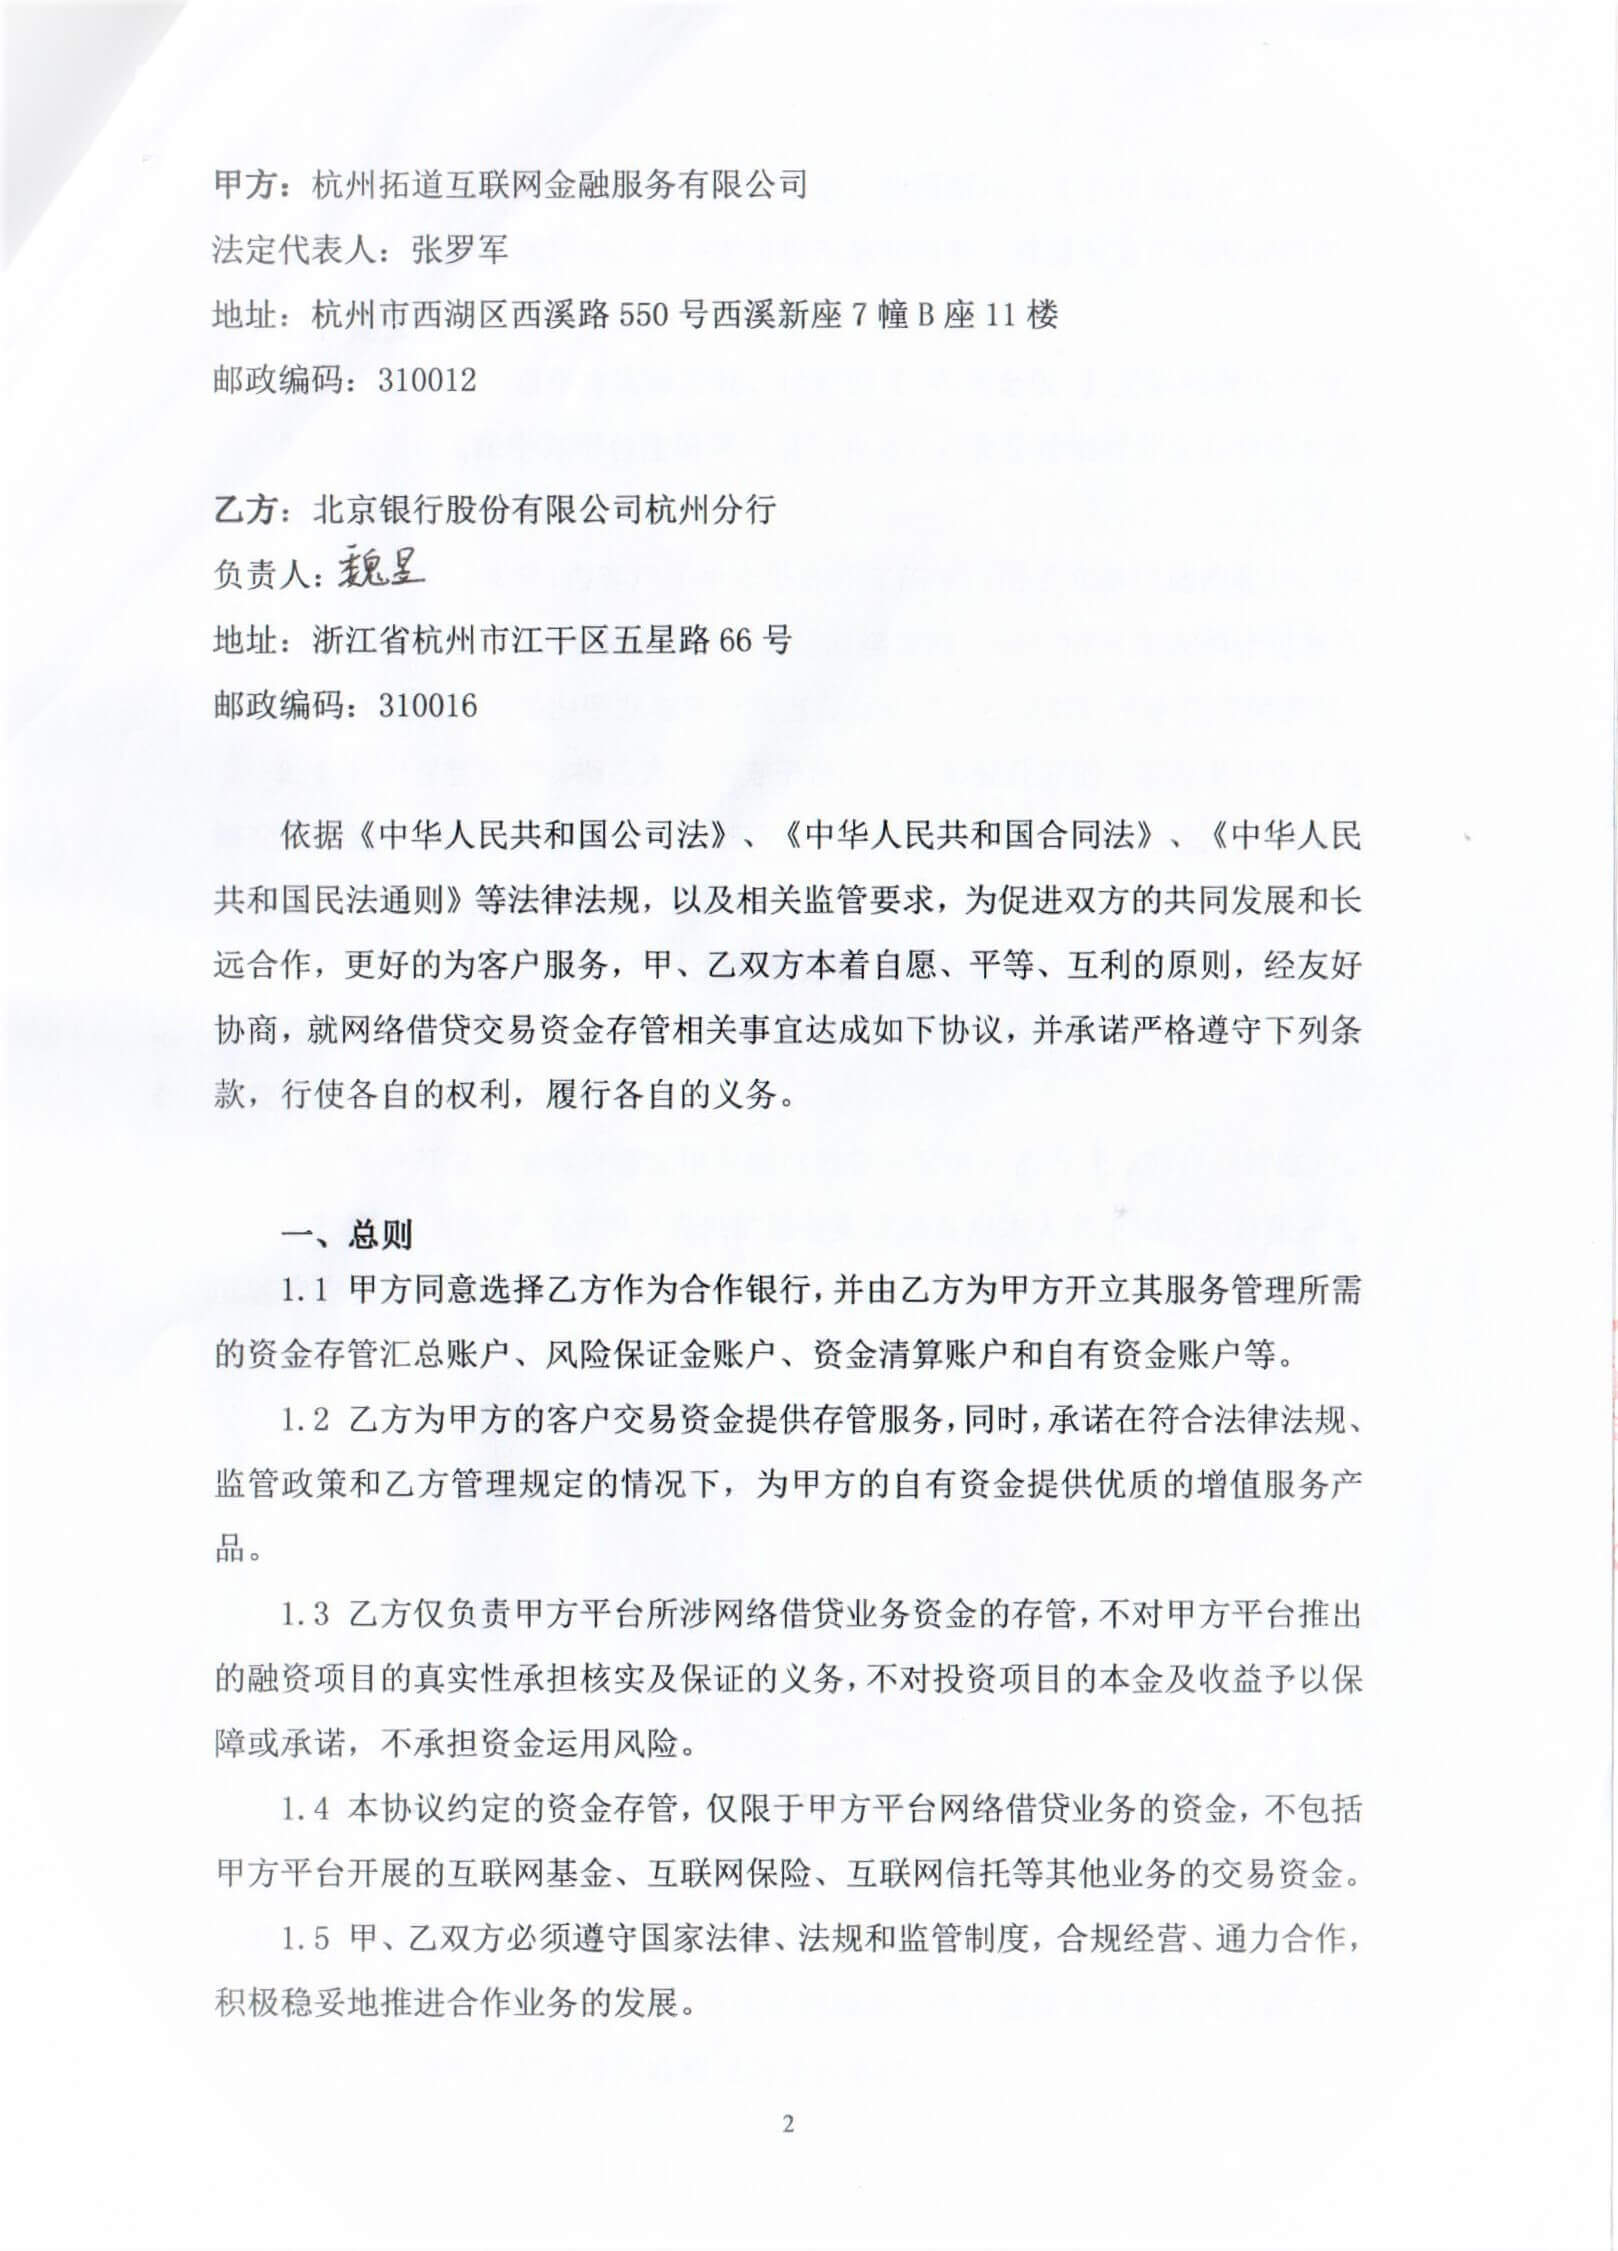 甲方：杭州拓道互联网金融服务有限公司
法定代表人：张罗军
地址：杭州市西湖区西溪路 550 号西溪新座 7 幢 B 座 11 楼
邮政编码：310012
乙方：北京银行股份有限公司杭州分行
负责人：魏昱
地址：浙江省杭州市江干区五星路 66 号
邮政编码：310016
依据《中华人民共和国公司法》、《中华人民共和国合同法》、《中华人民
共和国民法通则》等法律法规，以及相关监管要求，为促进双方的共同发展和长
远合作，更好的为客户服务，甲、乙双方本着自愿、平等、互利的原则，经友好
协商，就网络借贷交易资金存管相关事宜达成如下协议，并承诺严格遵守下列条
款，行使各自的权利，履行各自的义务。
一、总则
1.1 甲方同意选择乙方作为合作银行，并由乙方为甲方开立其服务管理所需
的资金存管汇总账户、风险保证金账户、资金清算账户和自有资金账户等。
1.2 乙方为甲方的客户交易资金提供存管服务，同时，承诺在符合法律法规、
监管政策和乙方管理规定的情况下，为甲方的自有资金提供优质的增值服务产
品。
1.3 乙方仅负责甲方平台所涉网络借贷业务资金的存管，不对甲方平台推出
的融资项目的真实性承担核实及保证的义务，不对投资项目的本金及收益予以保
障或承诺，不承担资金运用风险。
1.4 本协议约定的资金存管，仅限于甲方平台网络借贷业务的资金，不包括
甲方平台开展的互联网基金、互联网保险、互联网信托等其他业务的交易资金。
1.5 甲、乙双方必须遵守国家法律、法规和监管制度，合规经营、通力合作，
积极稳妥地推进合作业务的发展。
2